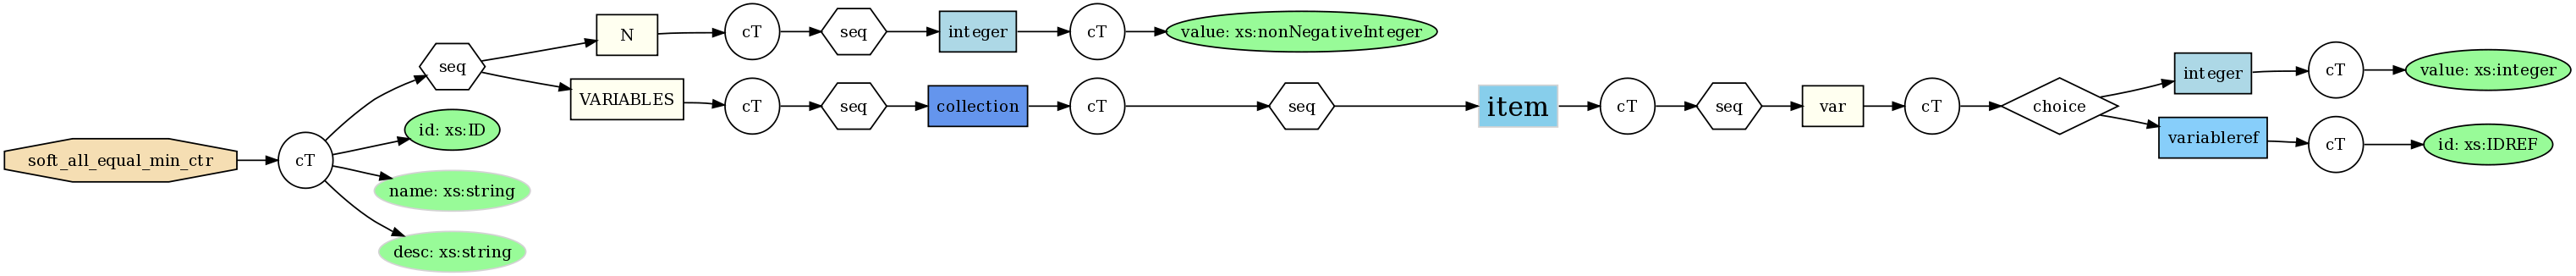 soft_all_equal_min_ctr
cT
seq
id: xs:ID
name: xs:string
desc: xs:string
N
cT
seq
integer
cT
value: xs:nonNegativeInteger
VARIABLES
cT
seq
collection
cT
seq
item
cT
seq
var
cT
choice
integer
cT
value: xs:integer
variableref
cT
id: xs:IDREF